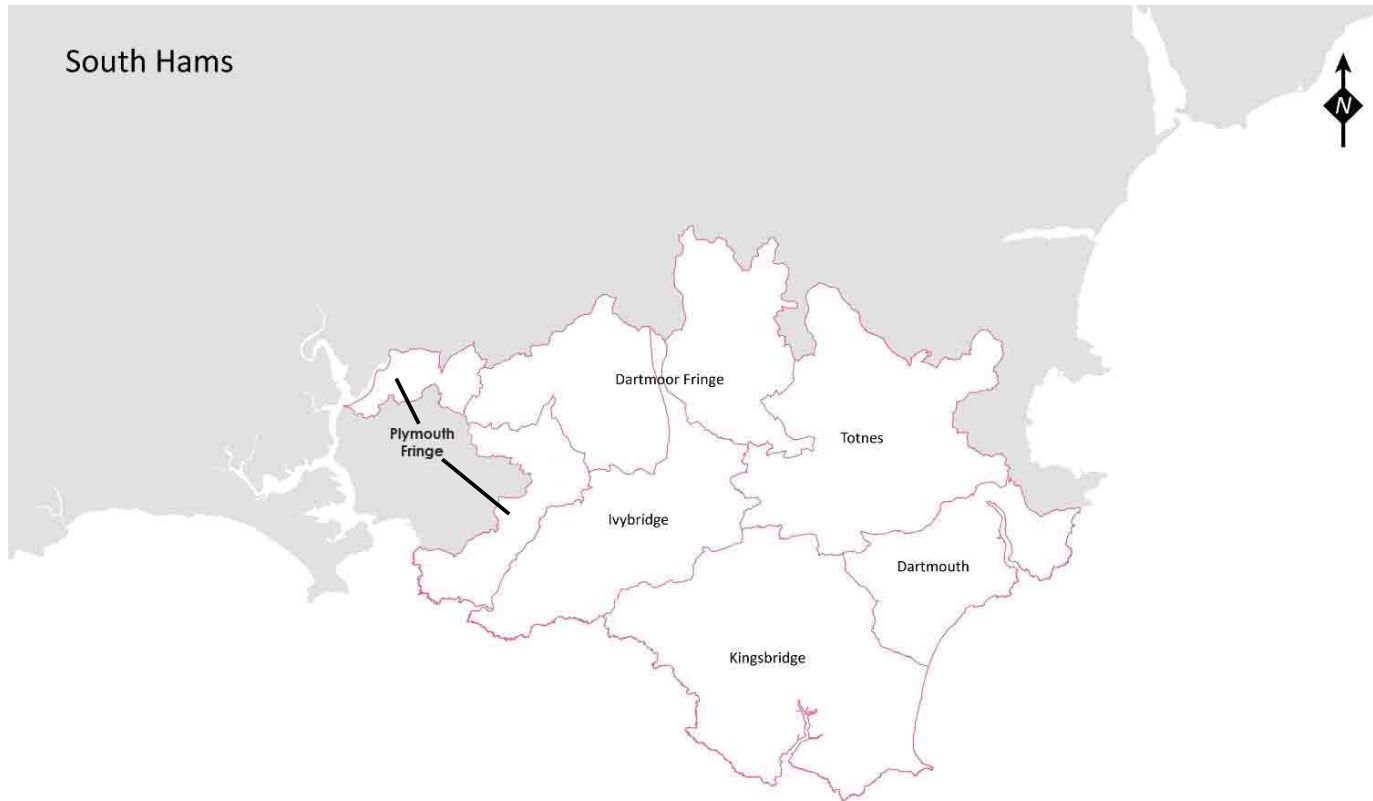 South Hams
N
Dartmoor Fringe
Plymouth
Fringe
Totnes
Ivybridge
Dartmouth
Kingsbridge